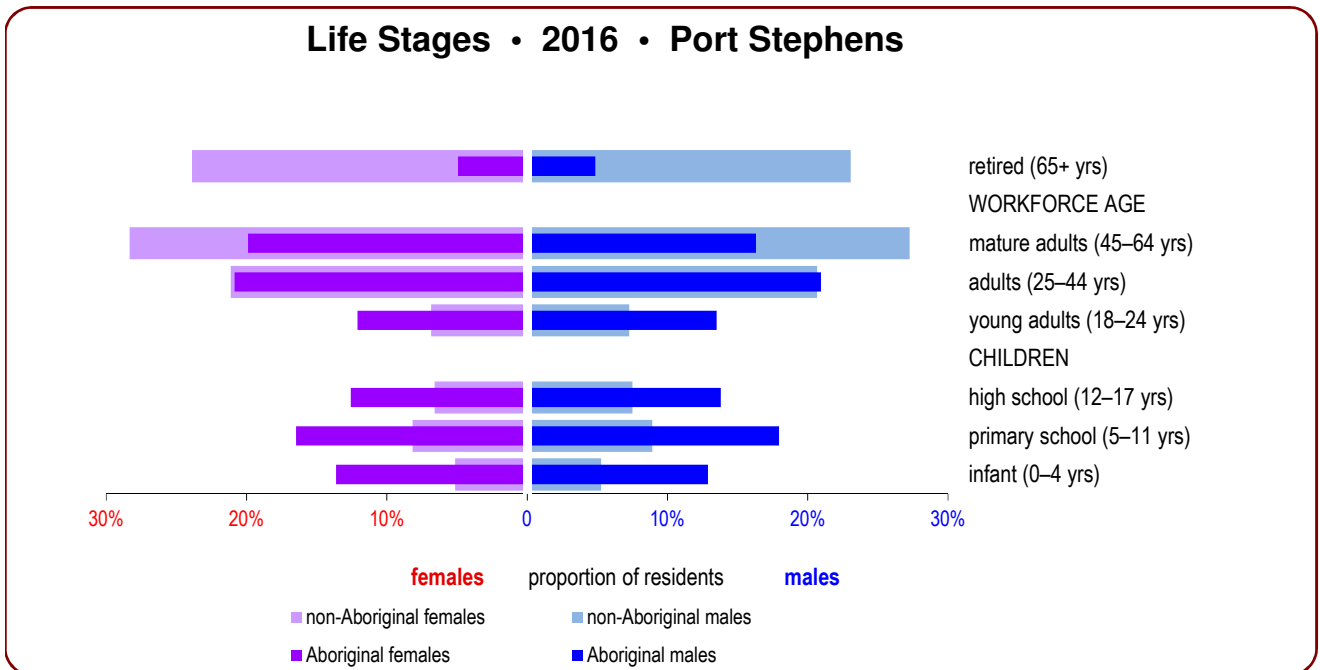 Life Stages • 2016 • Port Stephens
retired (65+ yrs)
WORKFORCE AGE
mature adults (45–64 yrs)
adults (25–44 yrs)
young adults (18–24 yrs)
CHILDREN
high school (12–17 yrs)
primary school (5–11 yrs)
infant (0–4 yrs)
30% 20% 10% 0 10% 20% 30%
females proportion of residents males
non-Aboriginal females non-Aboriginal males
Aboriginal females Aboriginal males